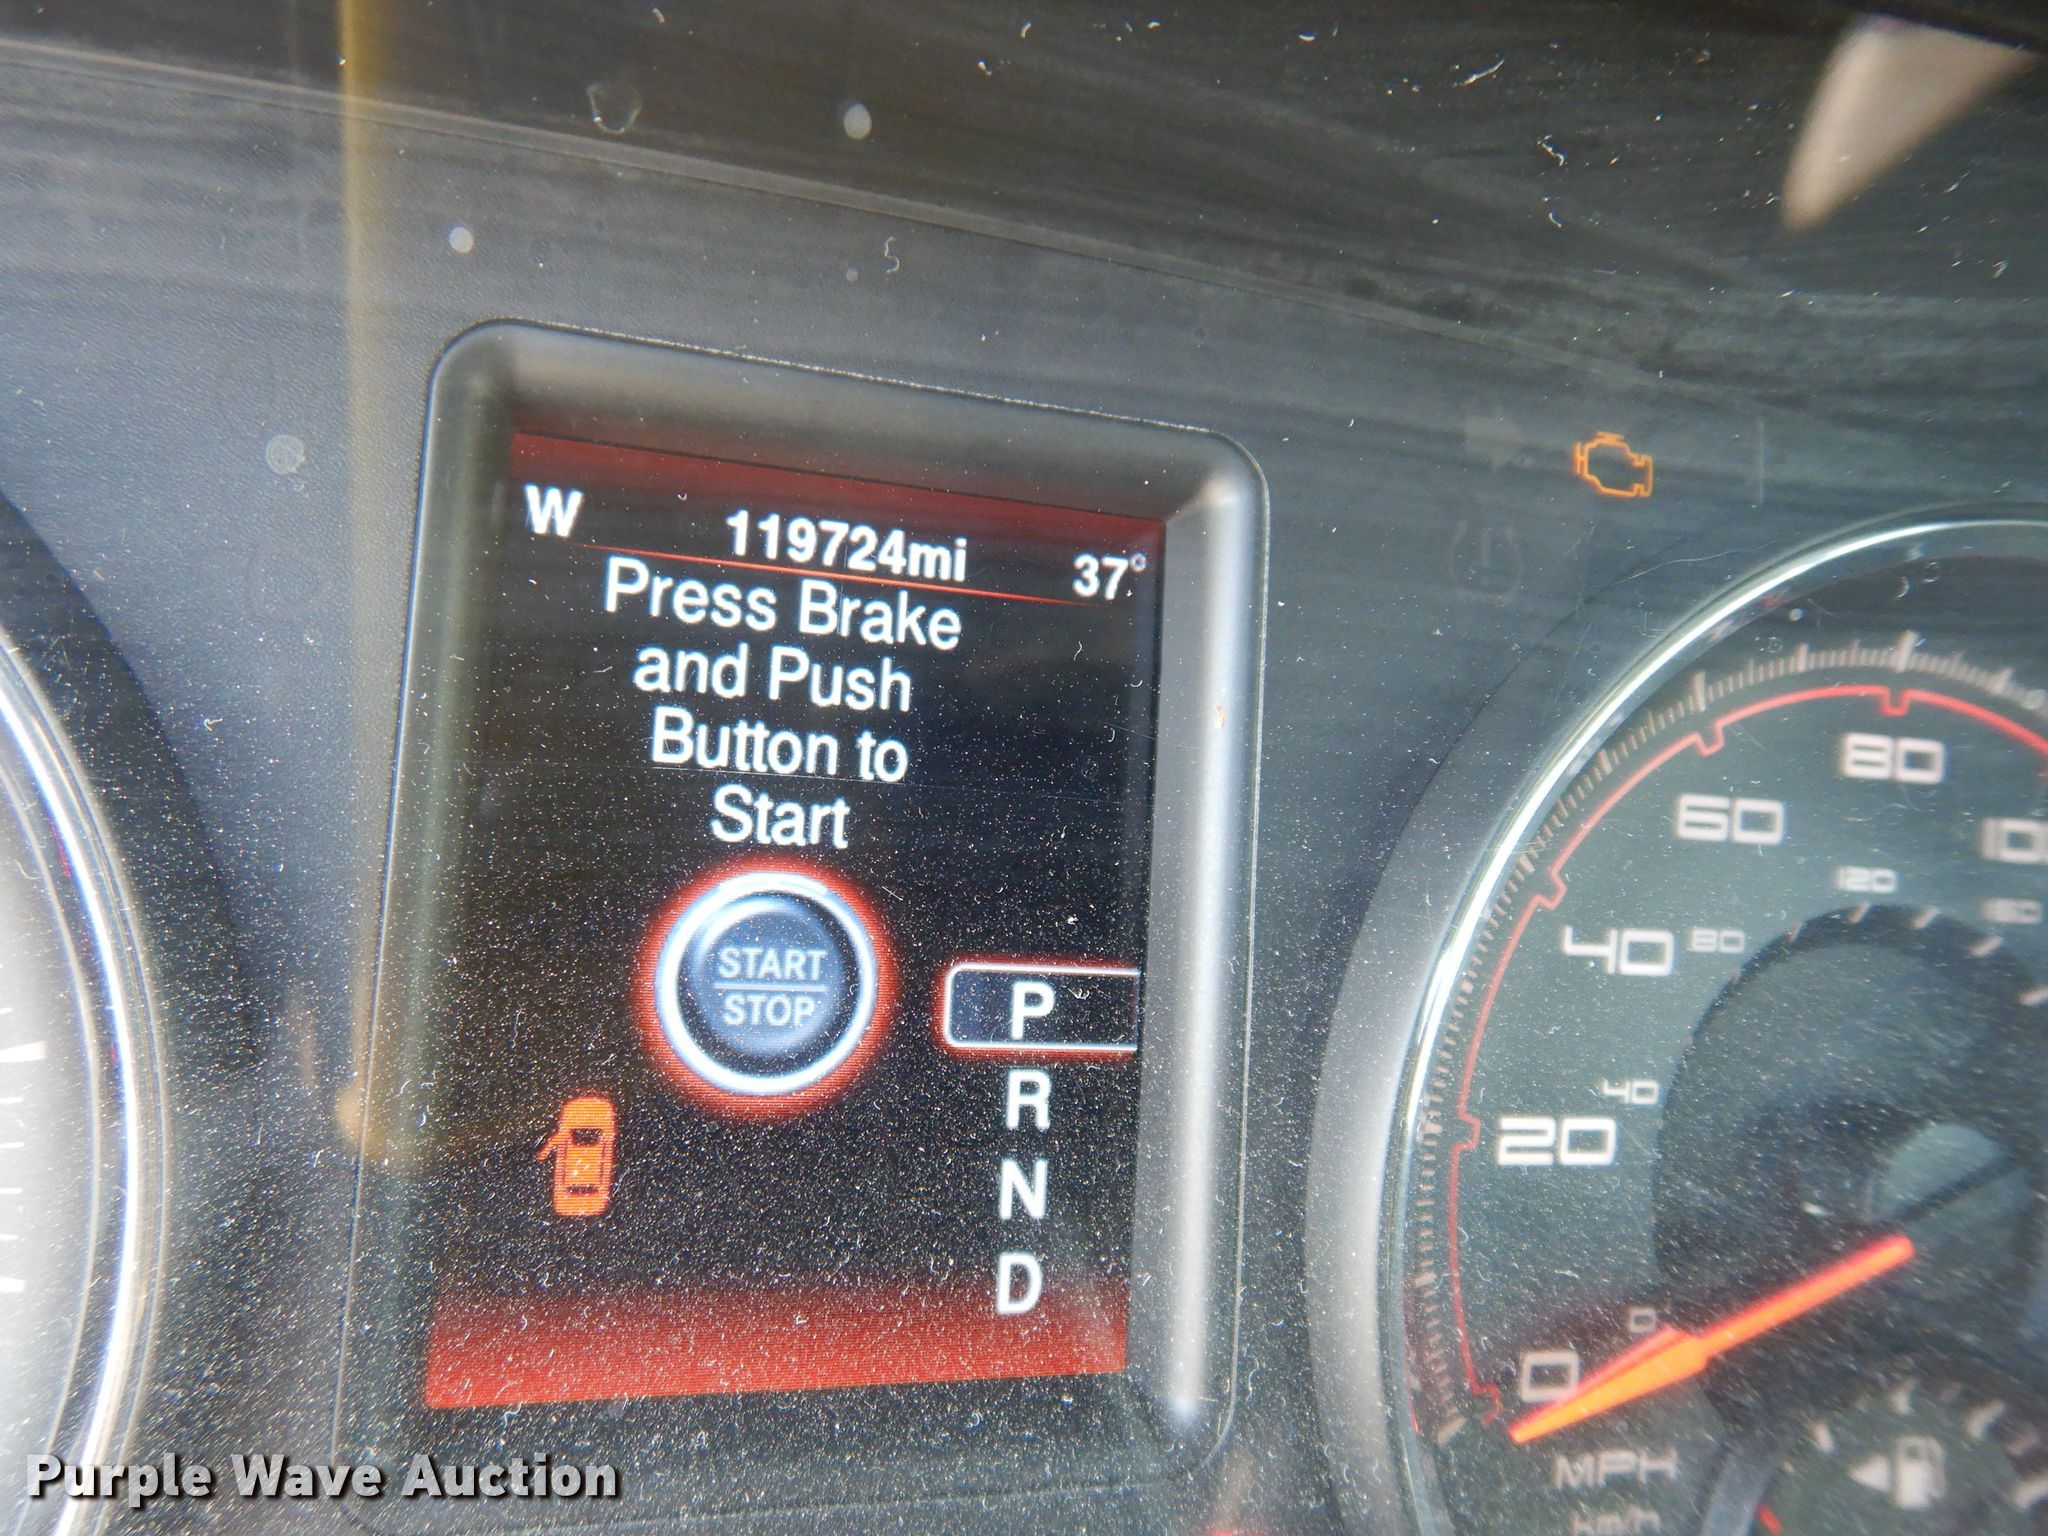 W 119724mi 37°
Press Brake
and Push
Button to
Start
START
STOP
P
R
N
D
80
60
120
40 80
40
20
0
0
MPH
km/h
Purple Wave Auction